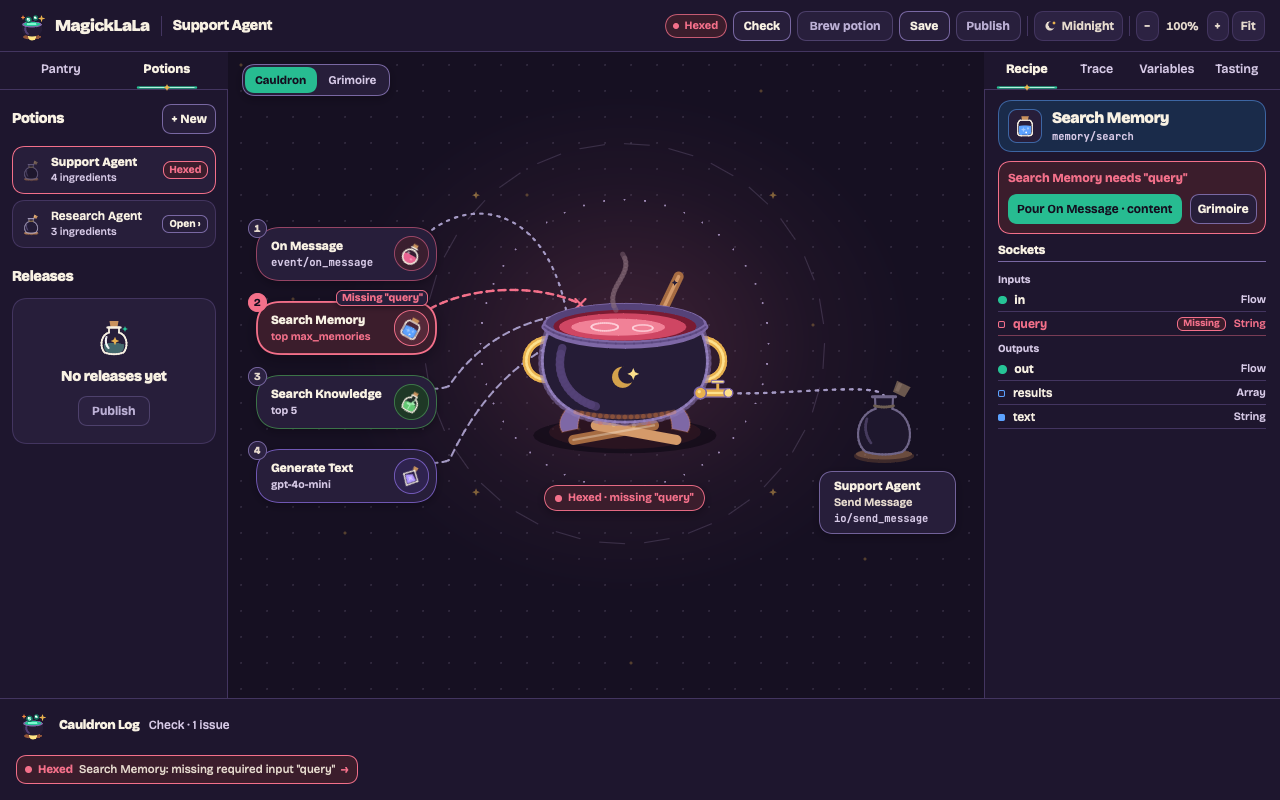 MagickLaLa
Support Agent
Hexed
Check
Brew potion
Save
Publish
Midnight
−
100%
+
Fit
Pantry
Potions
Potions
+ New
Support Agent
4 ingredients
Hexed
Research Agent
3 ingredients
Open ›
Releases
No releases yet
Publish
Cauldron
Grimoire
1
On Message
event/on_message
2
Missing "query"
Search Memory
top max_memories
3
Search Knowledge
top 5
4
Generate Text
gpt-4o-mini
Hexed · missing "query"
Support Agent
Send Message
io/send_message
Recipe
Trace
Variables
Tasting
Search Memory
memory/search
Search Memory needs "query"
Pour On Message · content
Grimoire
Sockets
Inputs
in Flow
query Missing String
Outputs
out Flow
results Array
text String
Cauldron Log Check · 1 issue
Hexed Search Memory: missing required input "query" →